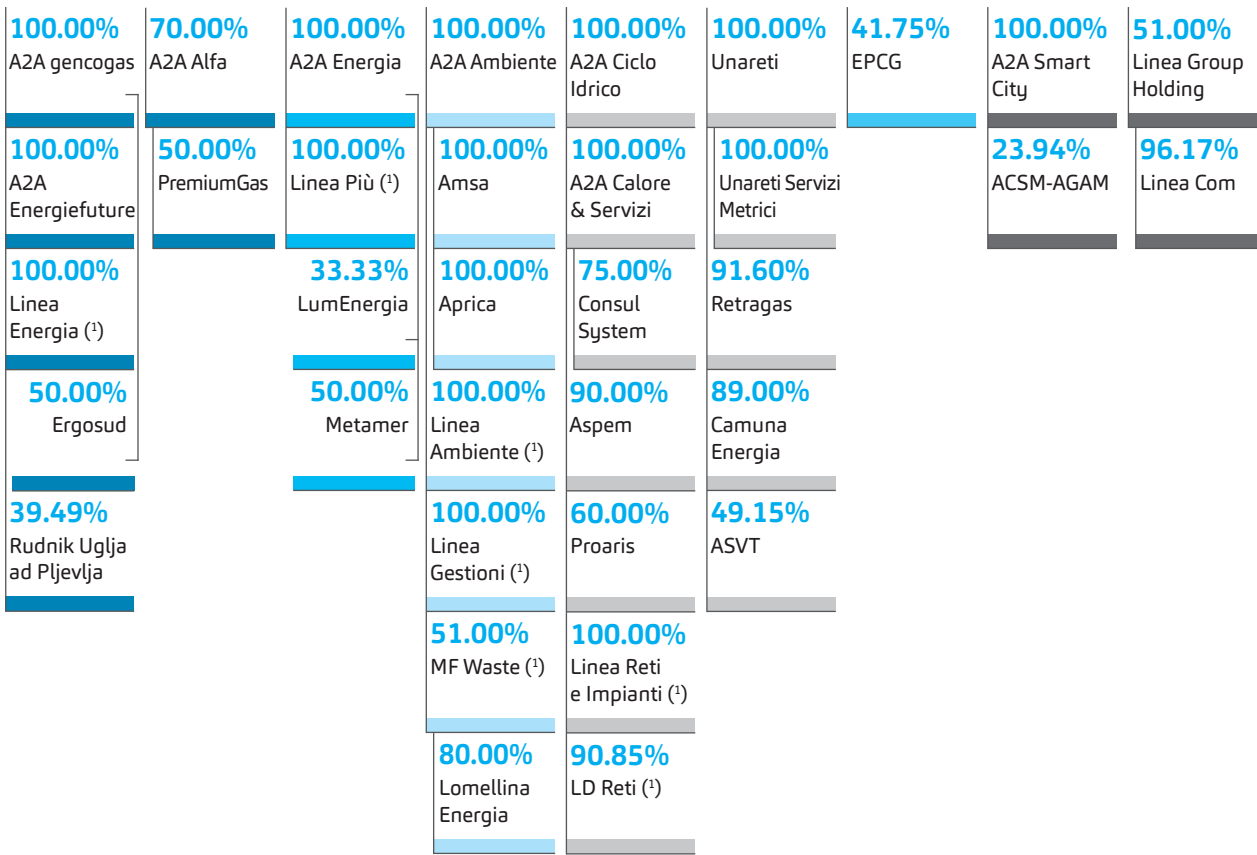 100.00%
A2A gencogas
70.00%
A2A Alfa
100.00%
A2A Energia
100.00%
A2A Ambiente
100.00%
A2A Ciclo
Idrico
100.00%
Unareti
41.75%
EPCG
100.00%
A2A Smart
City
51.00%
Linea Group
Holding
100.00%
A2A
Energiefuture
50.00%
PremiumGas
100.00%
Linea Più (¹)
100.00%
Amsa
100.00%
A2A Calore
& Servizi
100.00%
Unareti Servizi
Metrici
23.94%
ACSM-AGAM
96.17%
Linea Com
100.00%
Linea
Energia (¹)
33.33%
LumEnergia
100.00%
Aprica
75.00%
Consul
System
91.60%
Retragas
50.00%
Ergosud
50.00%
Metamer
100.00%
Linea
Ambiente (¹)
90.00%
Aspem
89.00%
Camuna
Energia
39.49%
Rudnik Uglja
ad Pljevlja
100.00%
Linea
Gestioni (¹)
60.00%
Proaris
49.15%
ASVT
51.00%
MF Waste (¹)
100.00%
Linea Reti
e Impianti (¹)
80.00%
Lomellina
Energia
90.85%
LD Reti (¹)